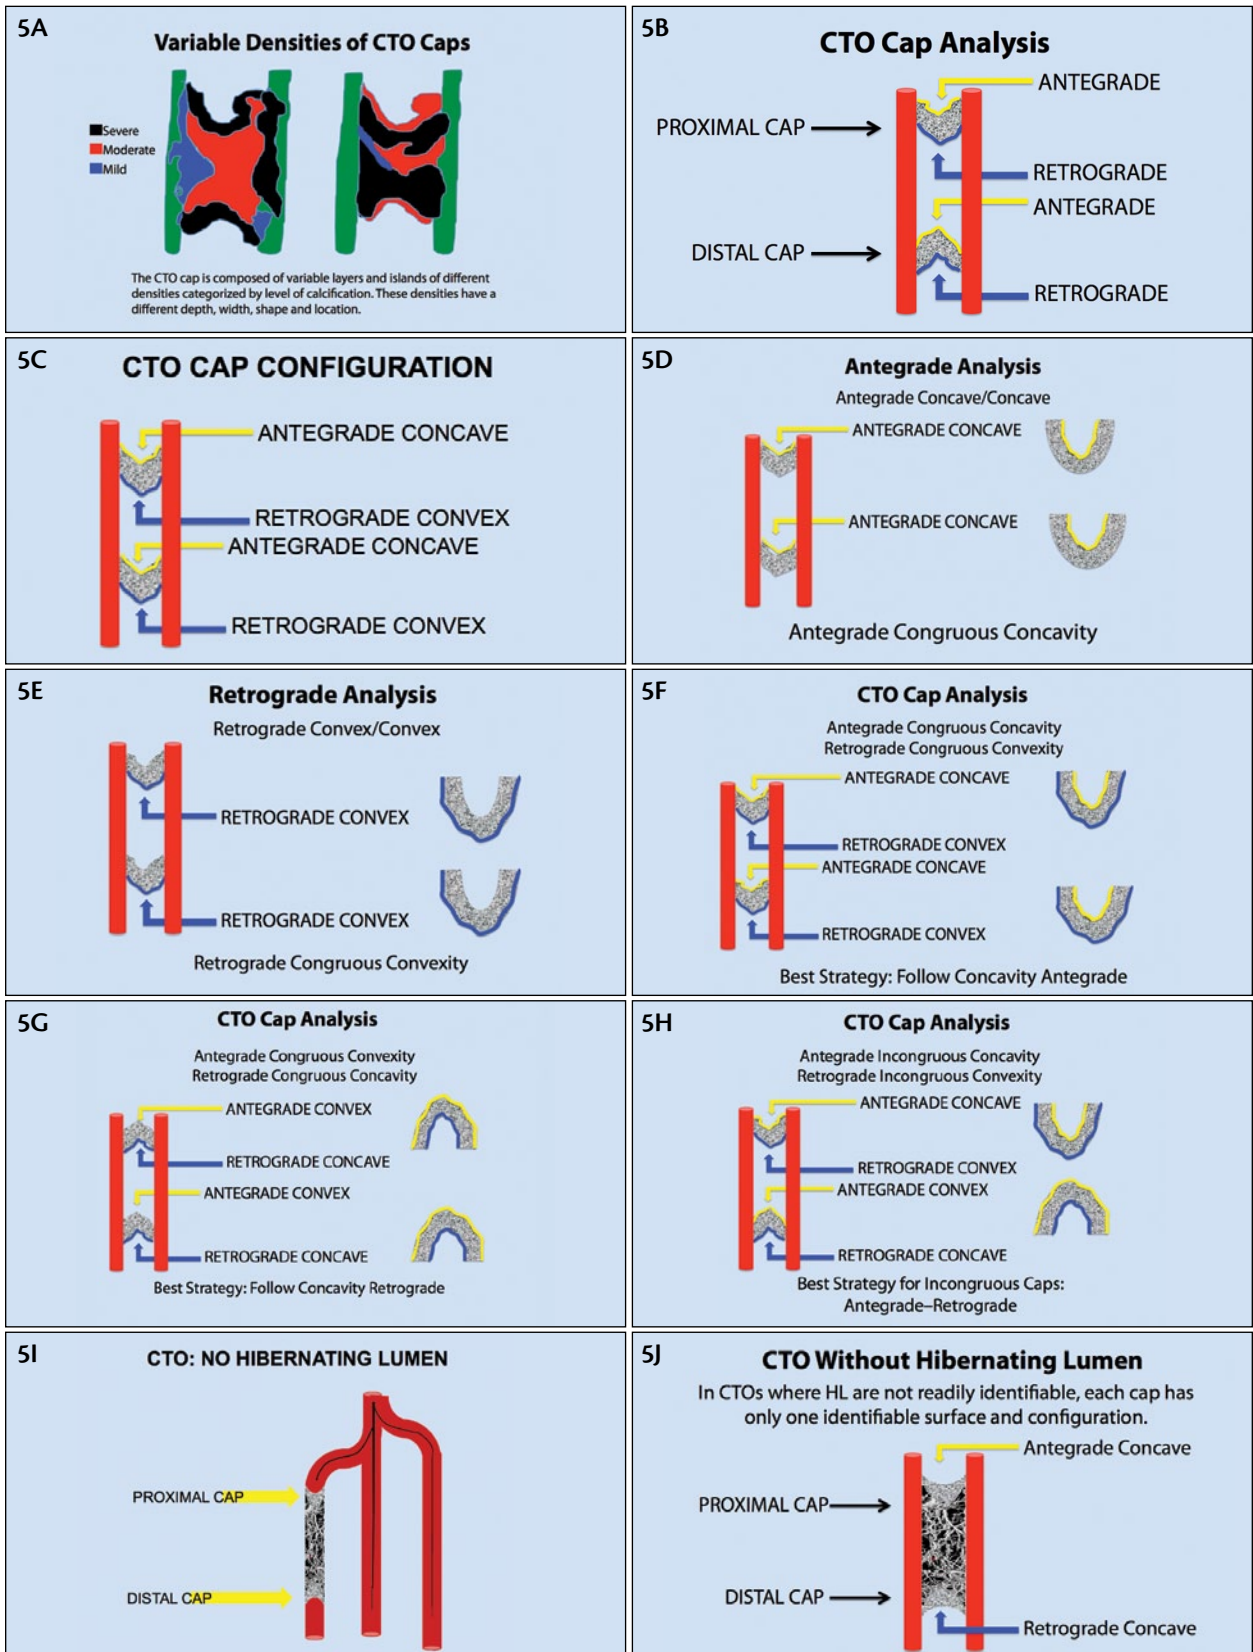 5A
Variable Densities of CTO Caps
Severe
Moderate
Mild
The CTO cap is composed of variable layers and islands of different
densities categorized by level of calcification. These densities have a
different depth, width, shape and location.
5B
CTO Cap Analysis
ANTEGRADE
PROXIMAL CAP
RETROGRADE
ANTEGRADE
DISTAL CAP
RETROGRADE
5C
CTO CAP CONFIGURATION
ANTEGRADE CONCAVE
RETROGRADE CONVEX
ANTEGRADE CONCAVE
RETROGRADE CONVEX
5D
Antegrade Analysis
Antegrade Concave/Concave
ANTEGRADE CONCAVE
ANTEGRADE CONCAVE
Antegrade Congruous Concavity
5E
Retrograde Analysis
Retrograde Convex/Convex
RETROGRADE CONVEX
RETROGRADE CONVEX
Retrograde Congruous Convexity
5F
CTO Cap Analysis
Antegrade Congruous Concavity
Retrograde Congruous Convexity
ANTEGRADE CONCAVE
RETROGRADE CONVEX
ANTEGRADE CONCAVE
RETROGRADE CONVEX
Best Strategy: Follow Concavity Antegrade
5G
CTO Cap Analysis
Antegrade Congruous Convexity
Retrograde Congruous Concavity
ANTEGRADE CONVEX
RETROGRADE CONCAVE
ANTEGRADE CONVEX
RETROGRADE CONCAVE
Best Strategy: Follow Concavity Retrograde
5H
CTO Cap Analysis
Antegrade Incongruous Concavity
Retrograde Incongruous Convexity
ANTEGRADE CONCAVE
RETROGRADE CONVEX
ANTEGRADE CONVEX
RETROGRADE CONCAVE
Best Strategy for Incongruous Caps:
Antegrade–Retrograde
5I
CTO: NO HIBERNATING LUMEN
PROXIMAL CAP
DISTAL CAP
5J
CTO Without Hibernating Lumen
In CTOs where HL are not readily identifiable, each cap has
only one identifiable surface and configuration.
Antegrade Concave
PROXIMAL CAP
DISTAL CAP
Retrograde Concave